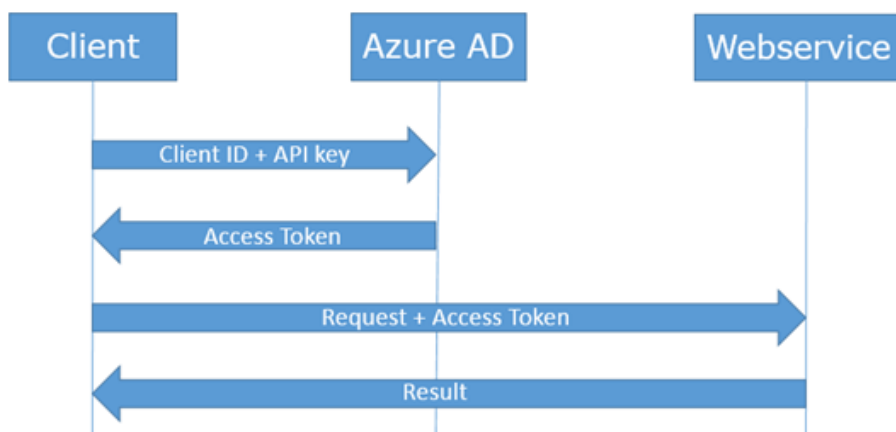 Client
Azure AD
Webservice
Client ID + API key
Access Token
Request + Access Token
Result